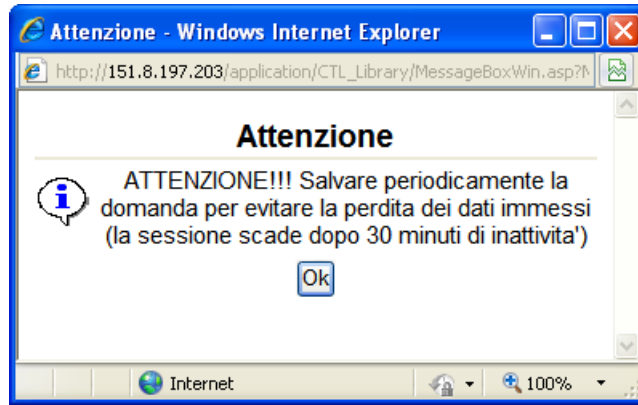 Attenzione - Windows Internet Explorer
http://151.8.197.203/application/CTL_Library/MessageBoxWin.asp?M
Attenzione
ATTENZIONE!!! Salvare periodicamente la
domanda per evitare la perdita dei dati immessi
(la sessione scade dopo 30 minuti di inattivita')
Ok
Internet
100%